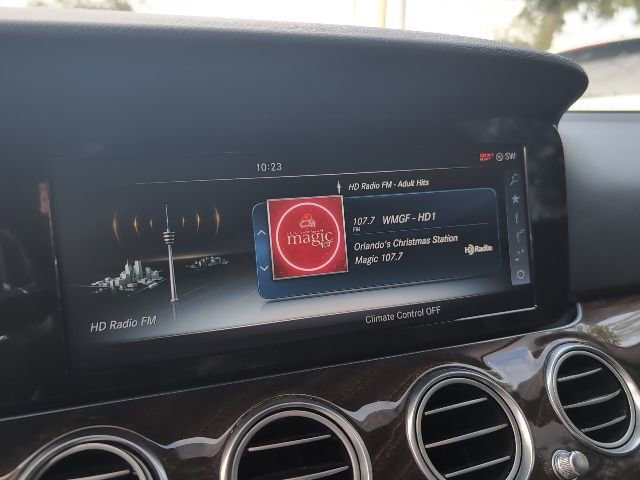 10:23
SW
HD Radio FM - Adult Hits
107.7 WMGF - HD1
FM
magic
Orlando's Christmas Station
HD Radio
Magic 107.7
HD Radio FM
Climate Control OFF